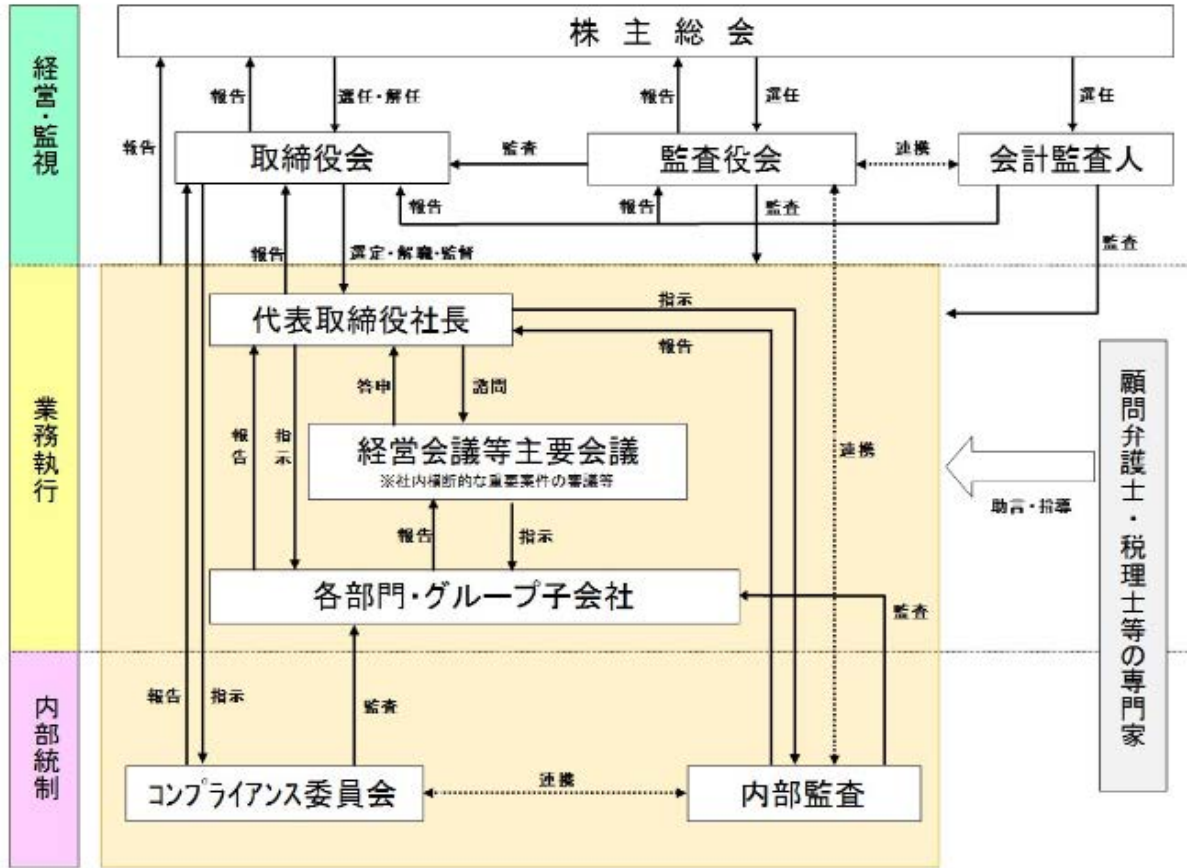 経営・監視
株主総会
報告
報告
選任・解任
報告
選任
選任
取締役会
監査
監査役会
連携
会計監査人
報告
報告
監査
報告
選定・解職・監督
監査
業務執行
代表取締役社長
指示
報告
答申
諮問
報告
指示
経営会議等主要会議
※社内横断的な重要案件の審議等
連携
助言・指導
顧問弁護士・税理士等の専門家
報告
指示
各部門・グループ子会社
監査
内部統制
報告
指示
監査
コンプライアンス委員会
連携
内部監査